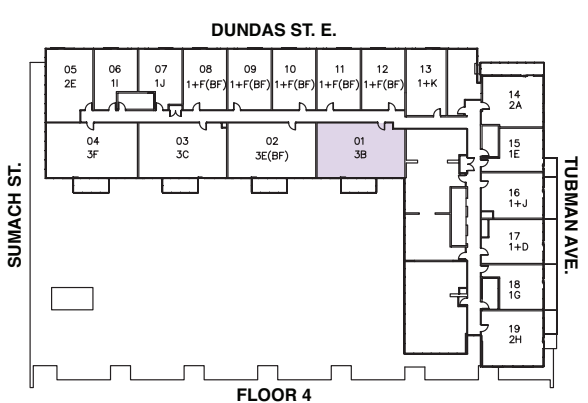 DUNDAS ST. E.
05
2E
06
1I
07
1J
08
1+F(BF)
09
1+F(BF)
10
1+F(BF)
11
1+F(BF)
12
1+F(BF)
13
1+K
14
2A
04
3F
03
3C
02
3E(BF)
01
3B
15
1E
16
1+J
17
1+D
18
1G
19
2H
SUMACH ST.
TUBMAN AVE.
FLOOR 4